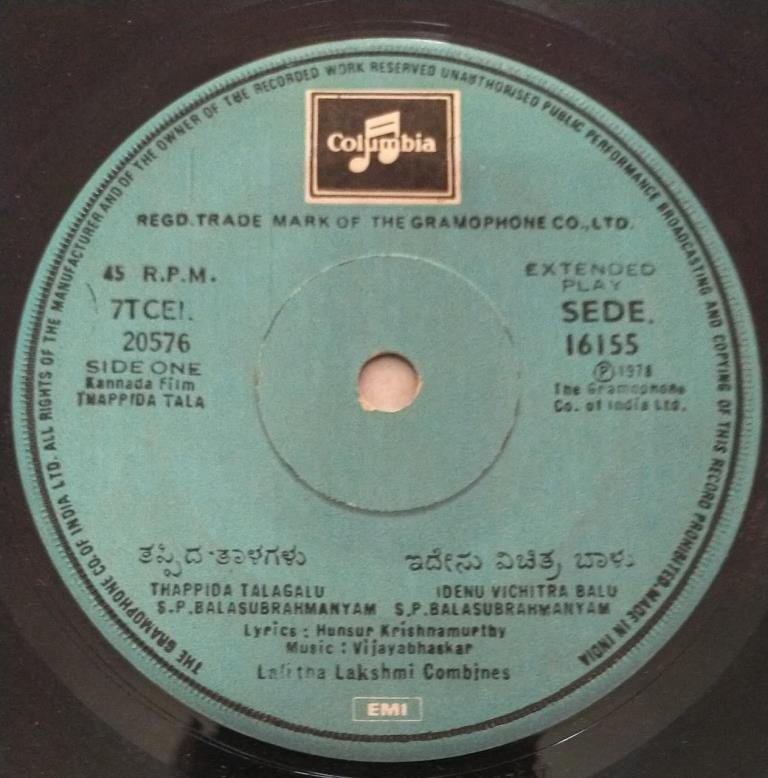 THE GRAMOPHONE CO. OF INDIA LTD. ALL RIGHTS OF THE MANUFACTURER AND OF THE OWNER OF THE RECORDED WORK RESERVED UNAUTHORISED PUBLIC PERFORMANCE BROADCASTING AND COPYING OF THIS RECORD PROHIBITED-MADE IN INDIA
Columbia
REGD. TRADE MARK OF THE GRAMOPHONE CO., LTD.
45 R.P.M.
7TCEI.
20576
SIDE ONE
Kannada Film
THAPPIDA TALA
EXTENDED
PLAY
SEDE.
16155
Ⓟ 1978
The Gramophone
Co. of India Ltd.
ತಪ್ಪಿದ ತಾಳಗಳು ಇದೇನು ವಿಚಿತ್ರ ಬಾಳು
THAPPIDA TALAGALU IDENU VICHITRA BALU
S.P.BALASUBRAHMANYAM S.P.BALASUBRAHMANYAM
Lyrics : Hunsur Krishnamurthy
Music : Vijayabhaskar
Lalitha Lakshmi Combines
EMI